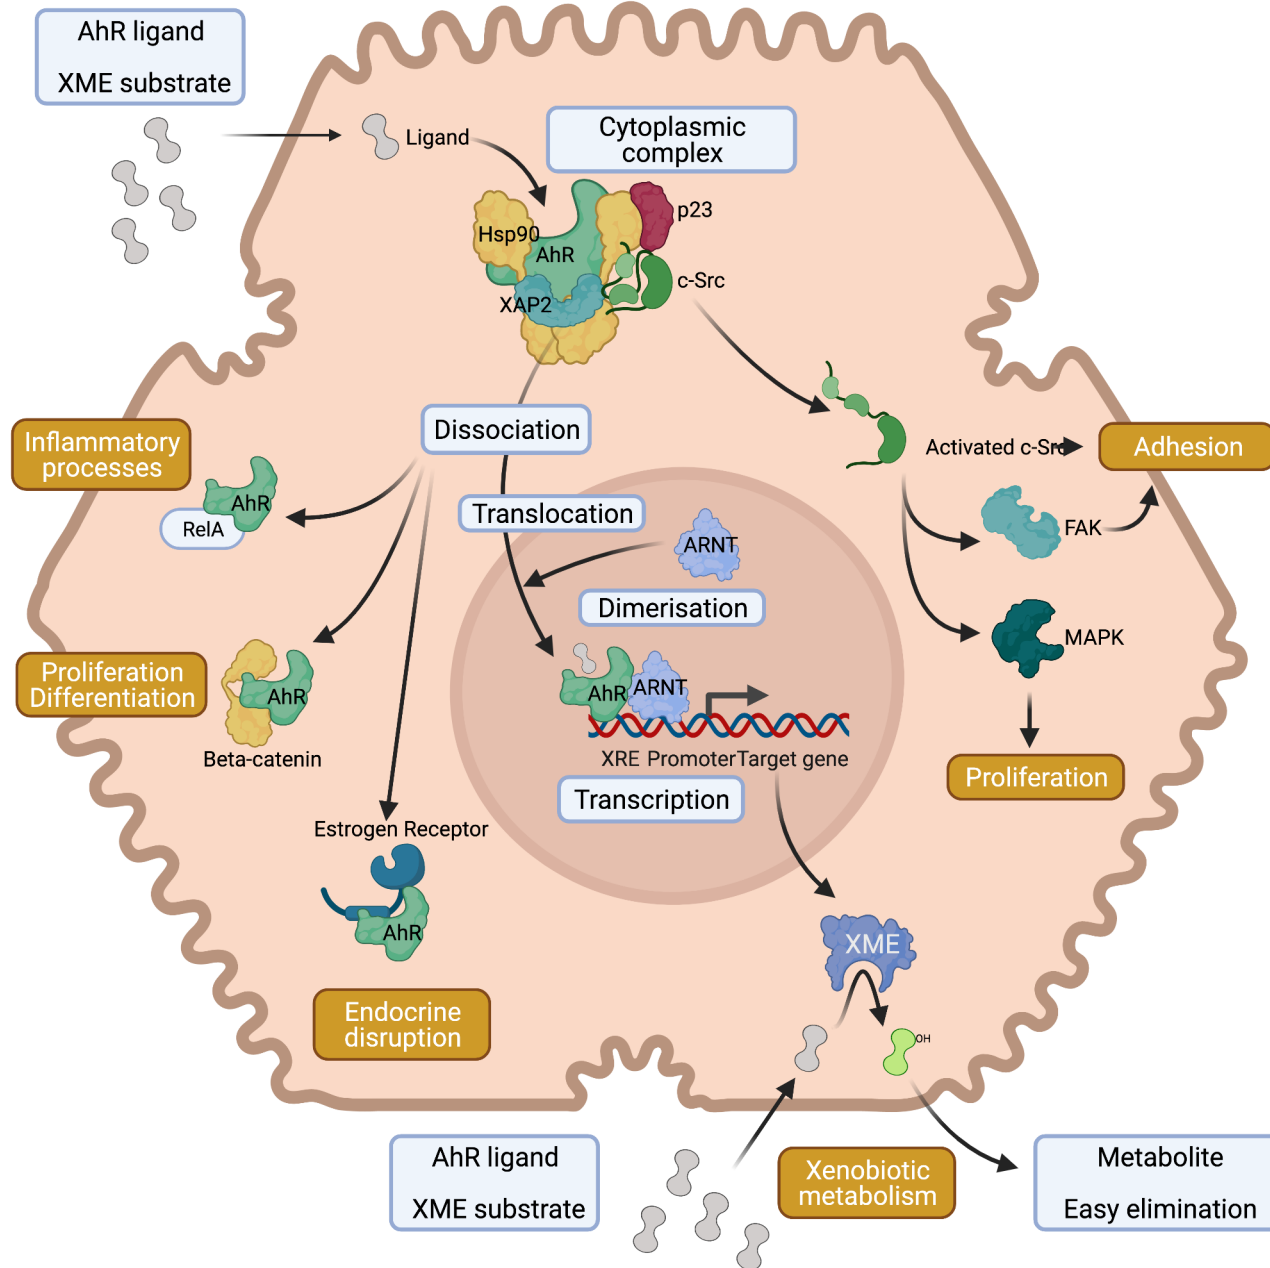 AhR ligand
XME substrate
Ligand
Cytoplasmic
complex
Hsp90
AhR
p23
XAP2
c-Src
Dissociation
Inflammatory
processes
AhR
RelA
Translocation
ARNT
Dimerisation
Activated c-Src
Adhesion
FAK
MAPK
Proliferation
Proliferation
Differentiation
AhR
Beta-catenin
AhR
ARNT
XRE Promoter
Target gene
Transcription
Estrogen Receptor
AhR
Endocrine
disruption
XME
OH
AhR ligand
XME substrate
Xenobiotic
metabolism
Metabolite
Easy elimination